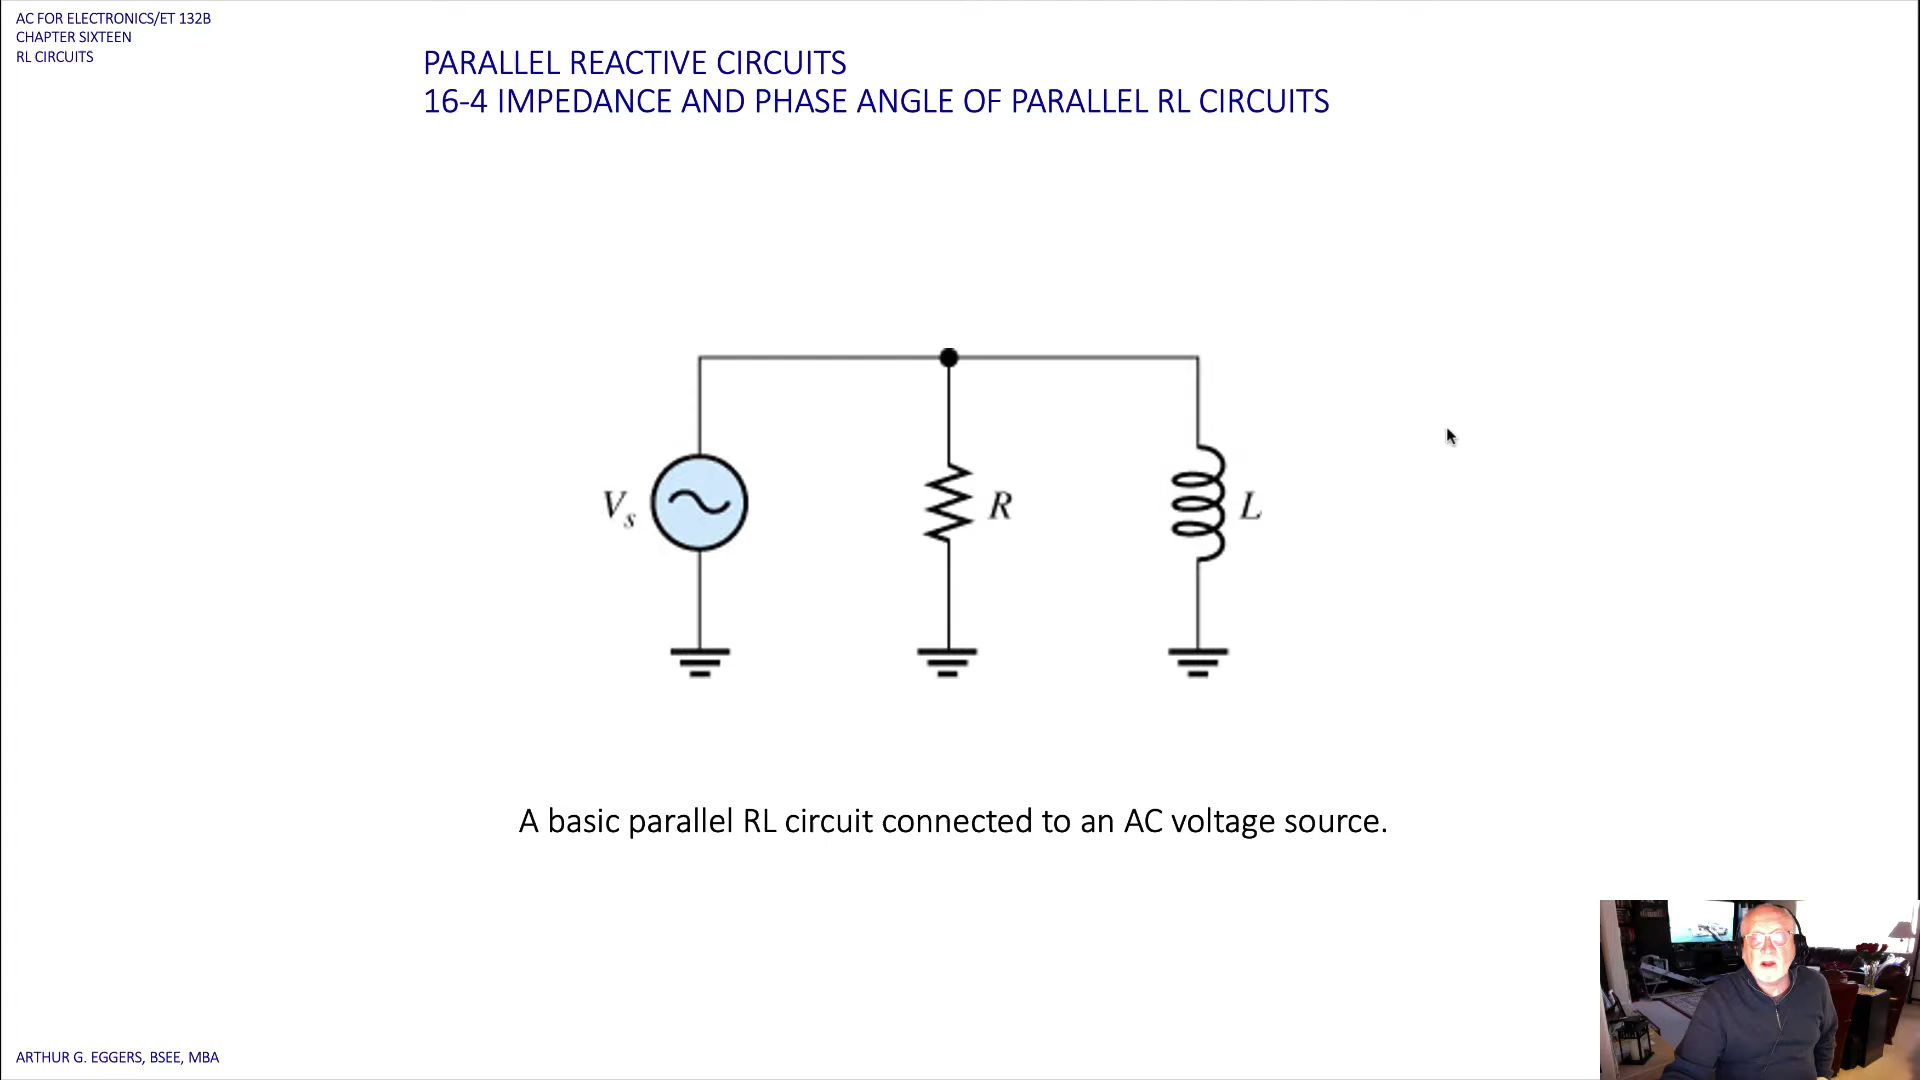 AC FOR ELECTRONICS/ET 132B
CHAPTER SIXTEEN
RL CIRCUITS
PARALLEL REACTIVE CIRCUITS
16-4 IMPEDANCE AND PHASE ANGLE OF PARALLEL RL CIRCUITS
Vs
R
L
A basic parallel RL circuit connected to an AC voltage source.
ARTHUR G. EGGERS, BSEE, MBA